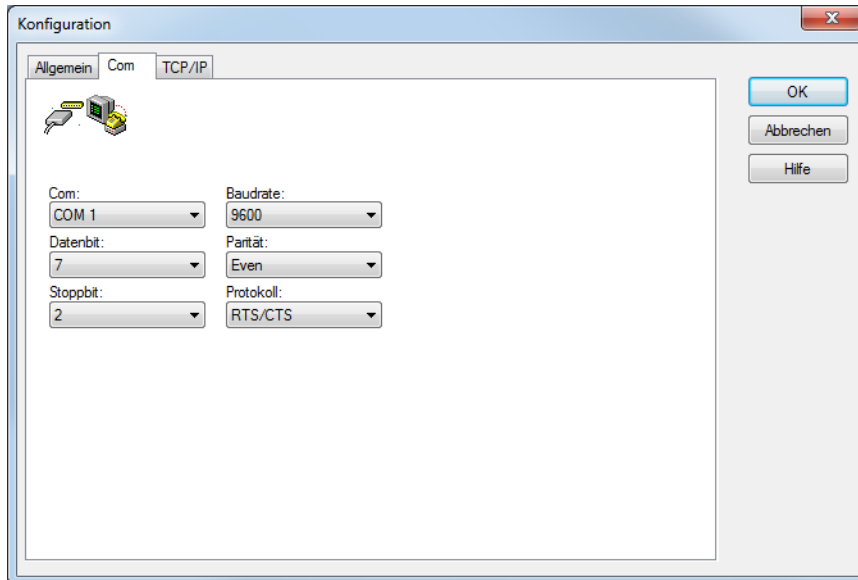 Konfiguration
Allgemein Com TCP/IP
OK
Abbrechen
Hilfe
Com: Baudrate:
COM 1 9600
Datenbit: Parität:
7 Even
Stoppbit: Protokoll:
2 RTS/CTS